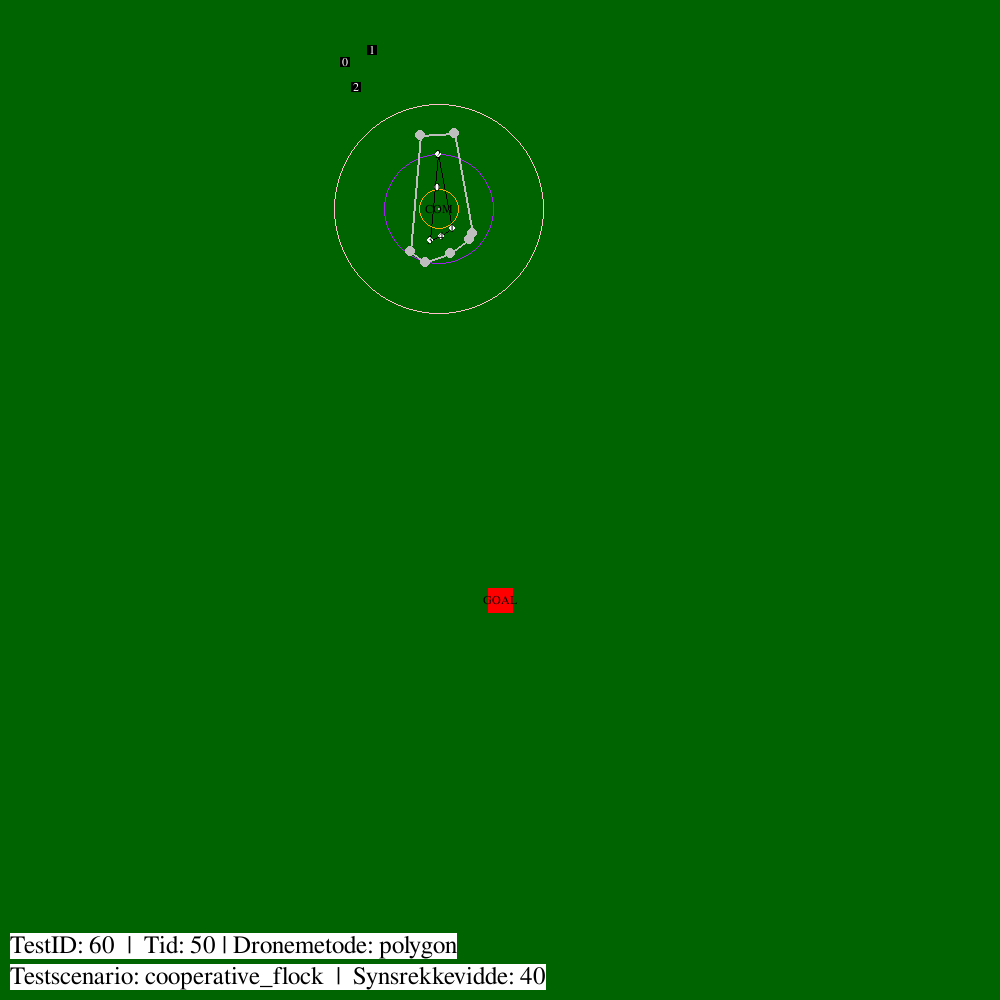 1
0
2
COM
GOAL
TestID: 60 | Tid: 50 | Dronemetode: polygon
Testscenario: cooperative_flock | Synsrekkevidde: 40